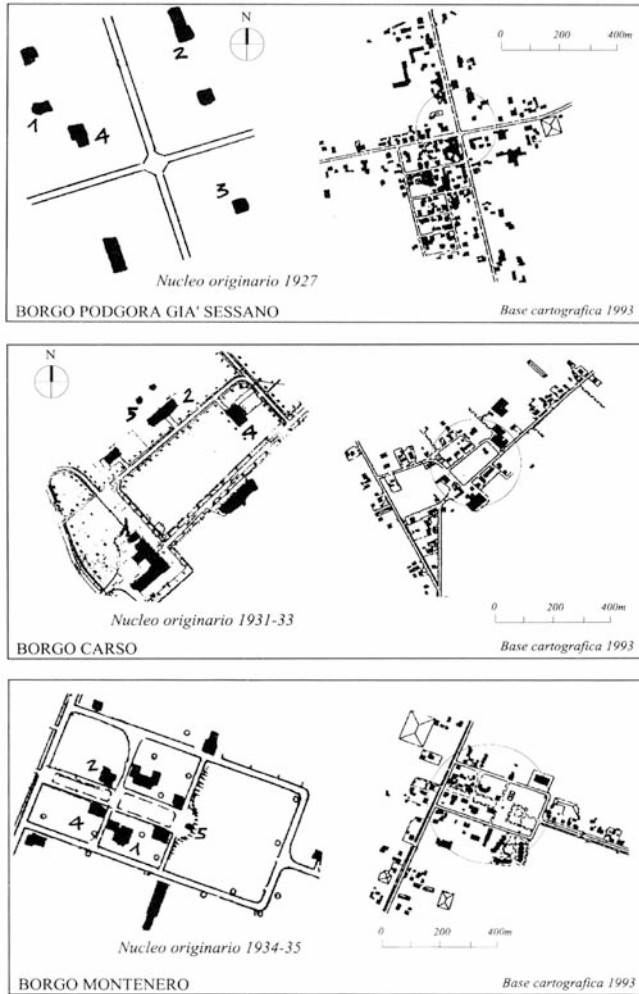 N
2
1
4
3
0 200 400m
Nucleo originario 1927
BORGO PODGORA GIA' SESSANO
Base cartografica 1993
N
2
5
4
1
Nucleo originario 1931-33
0 200 400m
BORGO CARSO
Base cartografica 1993
2
4
1
5
0 200 400m
Nucleo originario 1934-35
BORGO MONTENERO
Base cartografica 1993